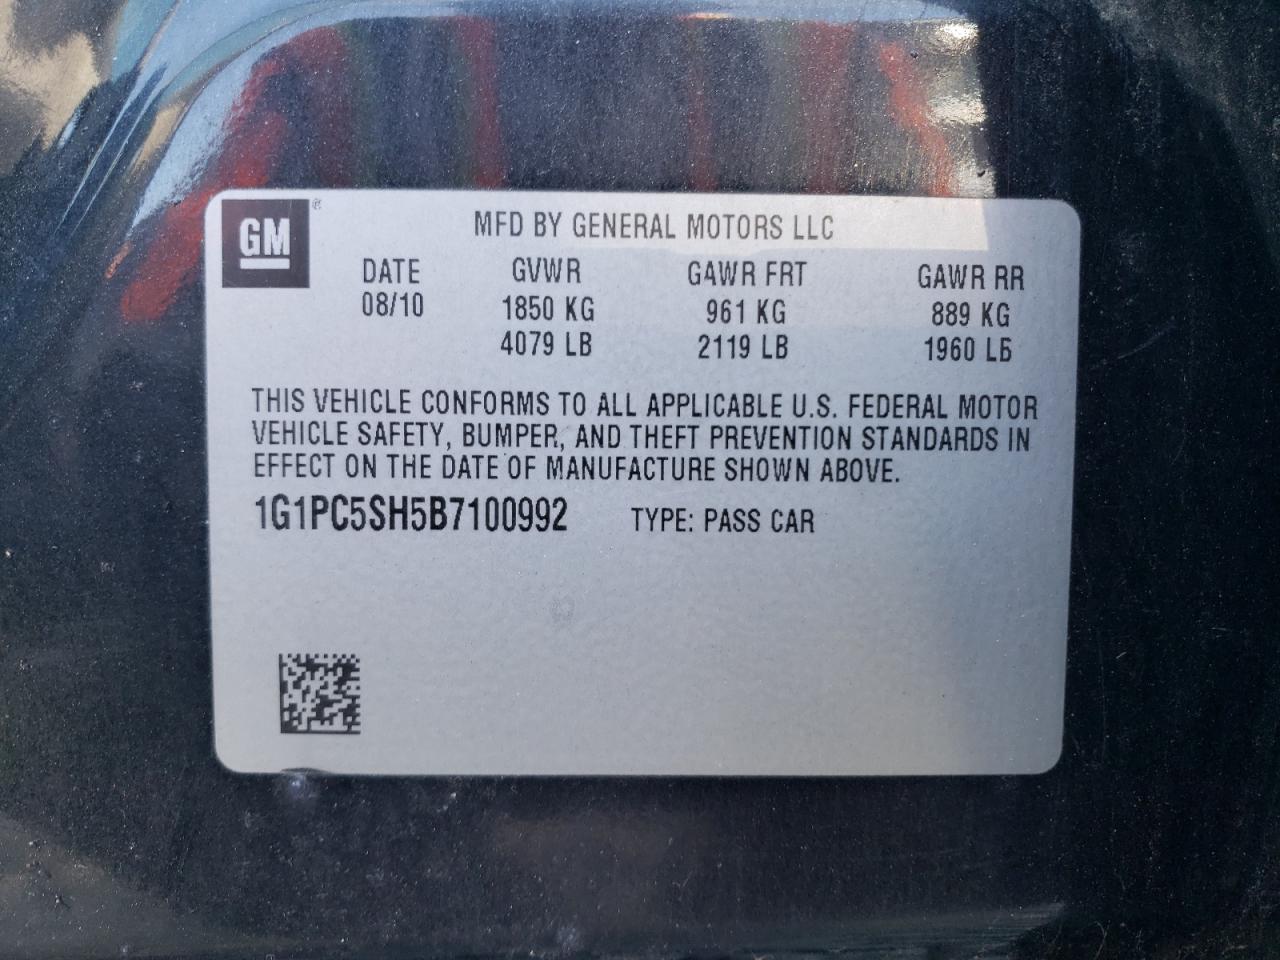 GM ®
MFD BY GENERAL MOTORS LLC
DATE GVWR GAWR FRT GAWR RR
08/10 1850 KG 961 KG 889 KG
4079 LB 2119 LB 1960 LB
THIS VEHICLE CONFORMS TO ALL APPLICABLE U.S. FEDERAL MOTOR
VEHICLE SAFETY, BUMPER, AND THEFT PREVENTION STANDARDS IN
EFFECT ON THE DATE OF MANUFACTURE SHOWN ABOVE.
1G1PC5SH5B7100992 TYPE: PASS CAR